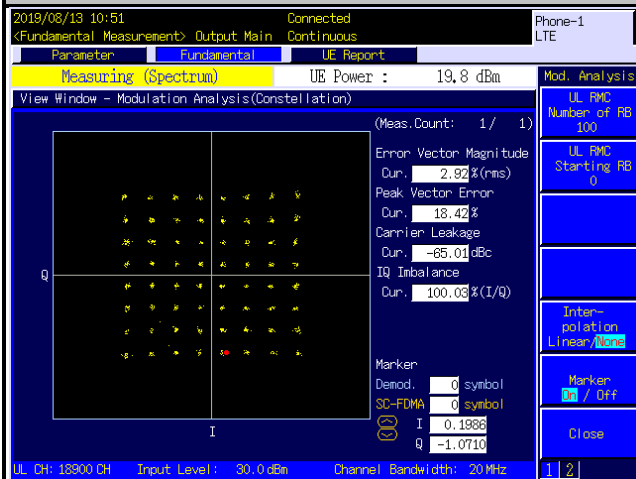 2019/08/13 10:51 Connected Phone-1
<Fundamental Measurement> Output Main Continuous LTE
Parameter Fundamental UE Report
Measuring (Spectrum) UE Power : 19.8 dBm Mod. Analysis
View Window - Modulation Analysis(Constellation)
UL RMC
Number of RB
100
(Meas.Count: 1/ 1)
Error Vector Magnitude
Cur. 2.92 %(rms)
UL RMC
Starting RB
0
Peak Vector Error
Cur. 18.42 %
Carrier Leakage
Cur. -65.01 dBc
IQ Imbalance
Cur. 100.03 %(I/Q)
Q
Inter-
polation
Linear/None
Marker
Demod. 0 symbol
SC-FDMA 0 symbol
I 0.1986
Q -1.0710
Marker
On / Off
I
Close
UL CH: 18900 CH Input Level: 30.0 dBm Channel Bandwidth: 20 MHz 1 2